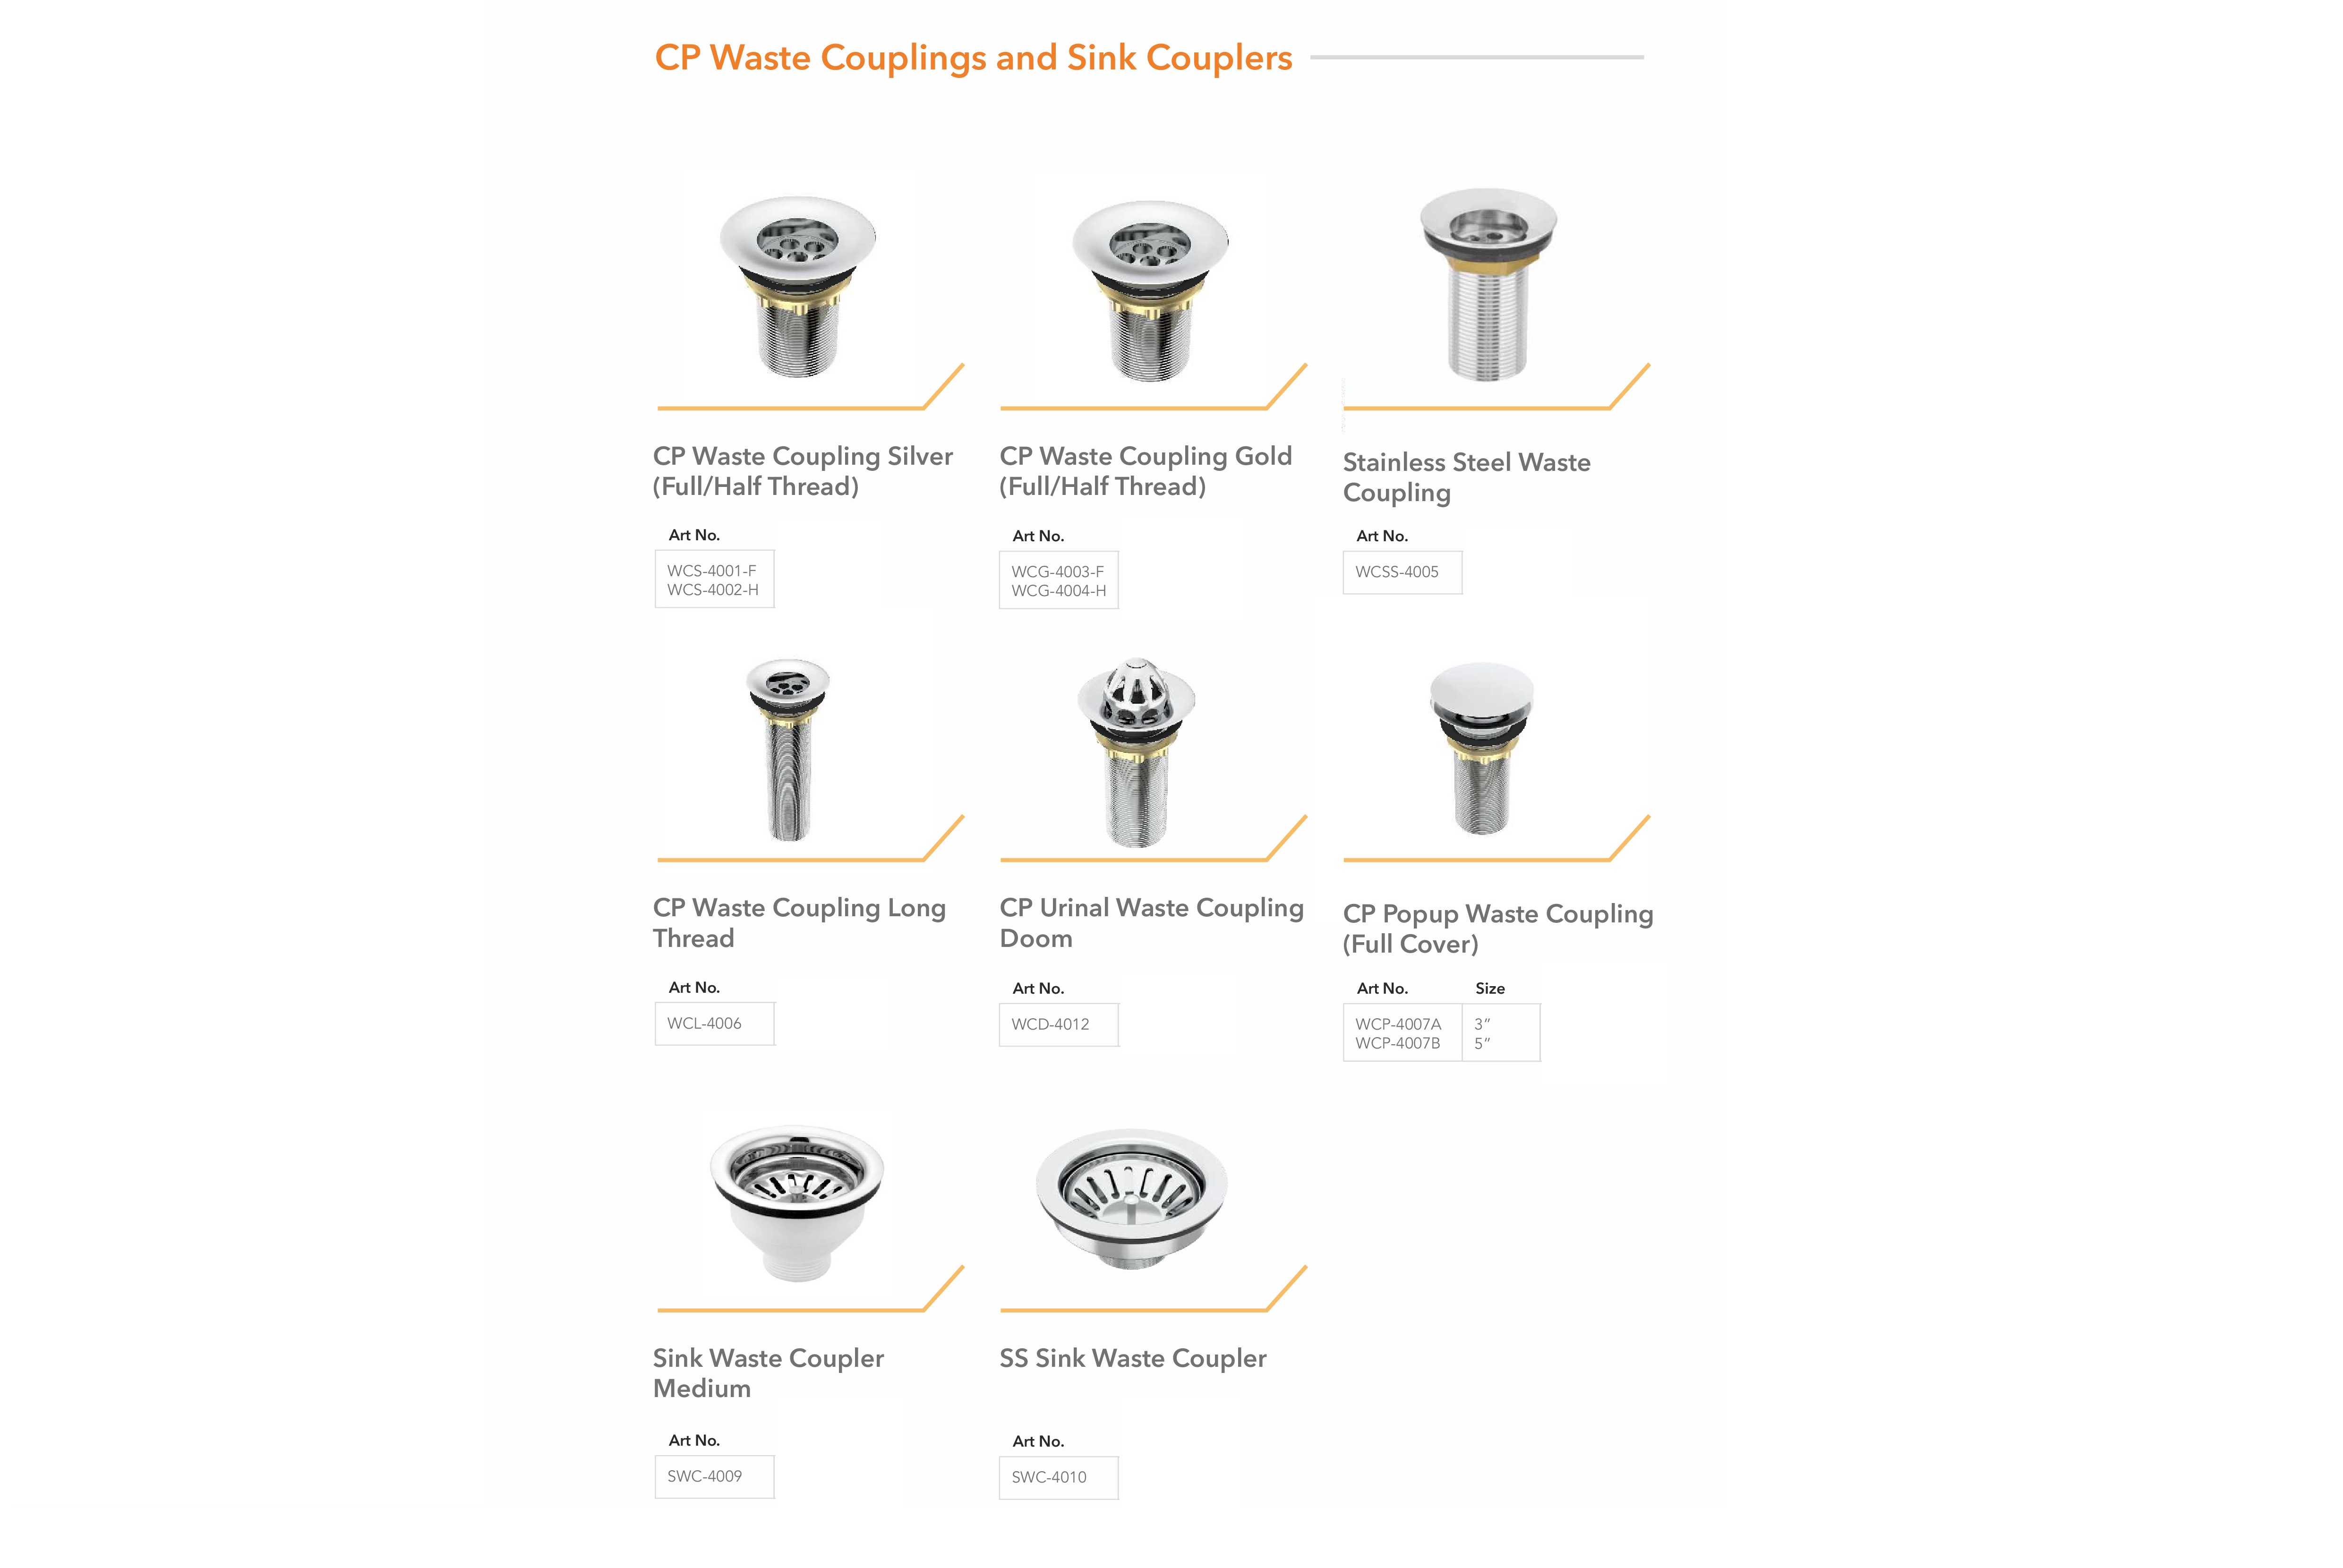 CP Waste Couplings and Sink Couplers
CP Waste Coupling Silver
(Full/Half Thread)
Art No.
WCS-4001-F
WCS-4002-H
CP Waste Coupling Gold
(Full/Half Thread)
Art No.
WCG-4003-F
WCG-4004-H
Stainless Steel Waste
Coupling
Art No.
WCSS-4005
CP Waste Coupling Long
Thread
Art No.
WCL-4006
CP Urinal Waste Coupling
Doom
Art No.
WCD-4012
CP Popup Waste Coupling
(Full Cover)
Art No. Size
WCP-4007A 3”
WCP-4007B 5”
Sink Waste Coupler
Medium
Art No.
SWC-4009
SS Sink Waste Coupler
Art No.
SWC-4010